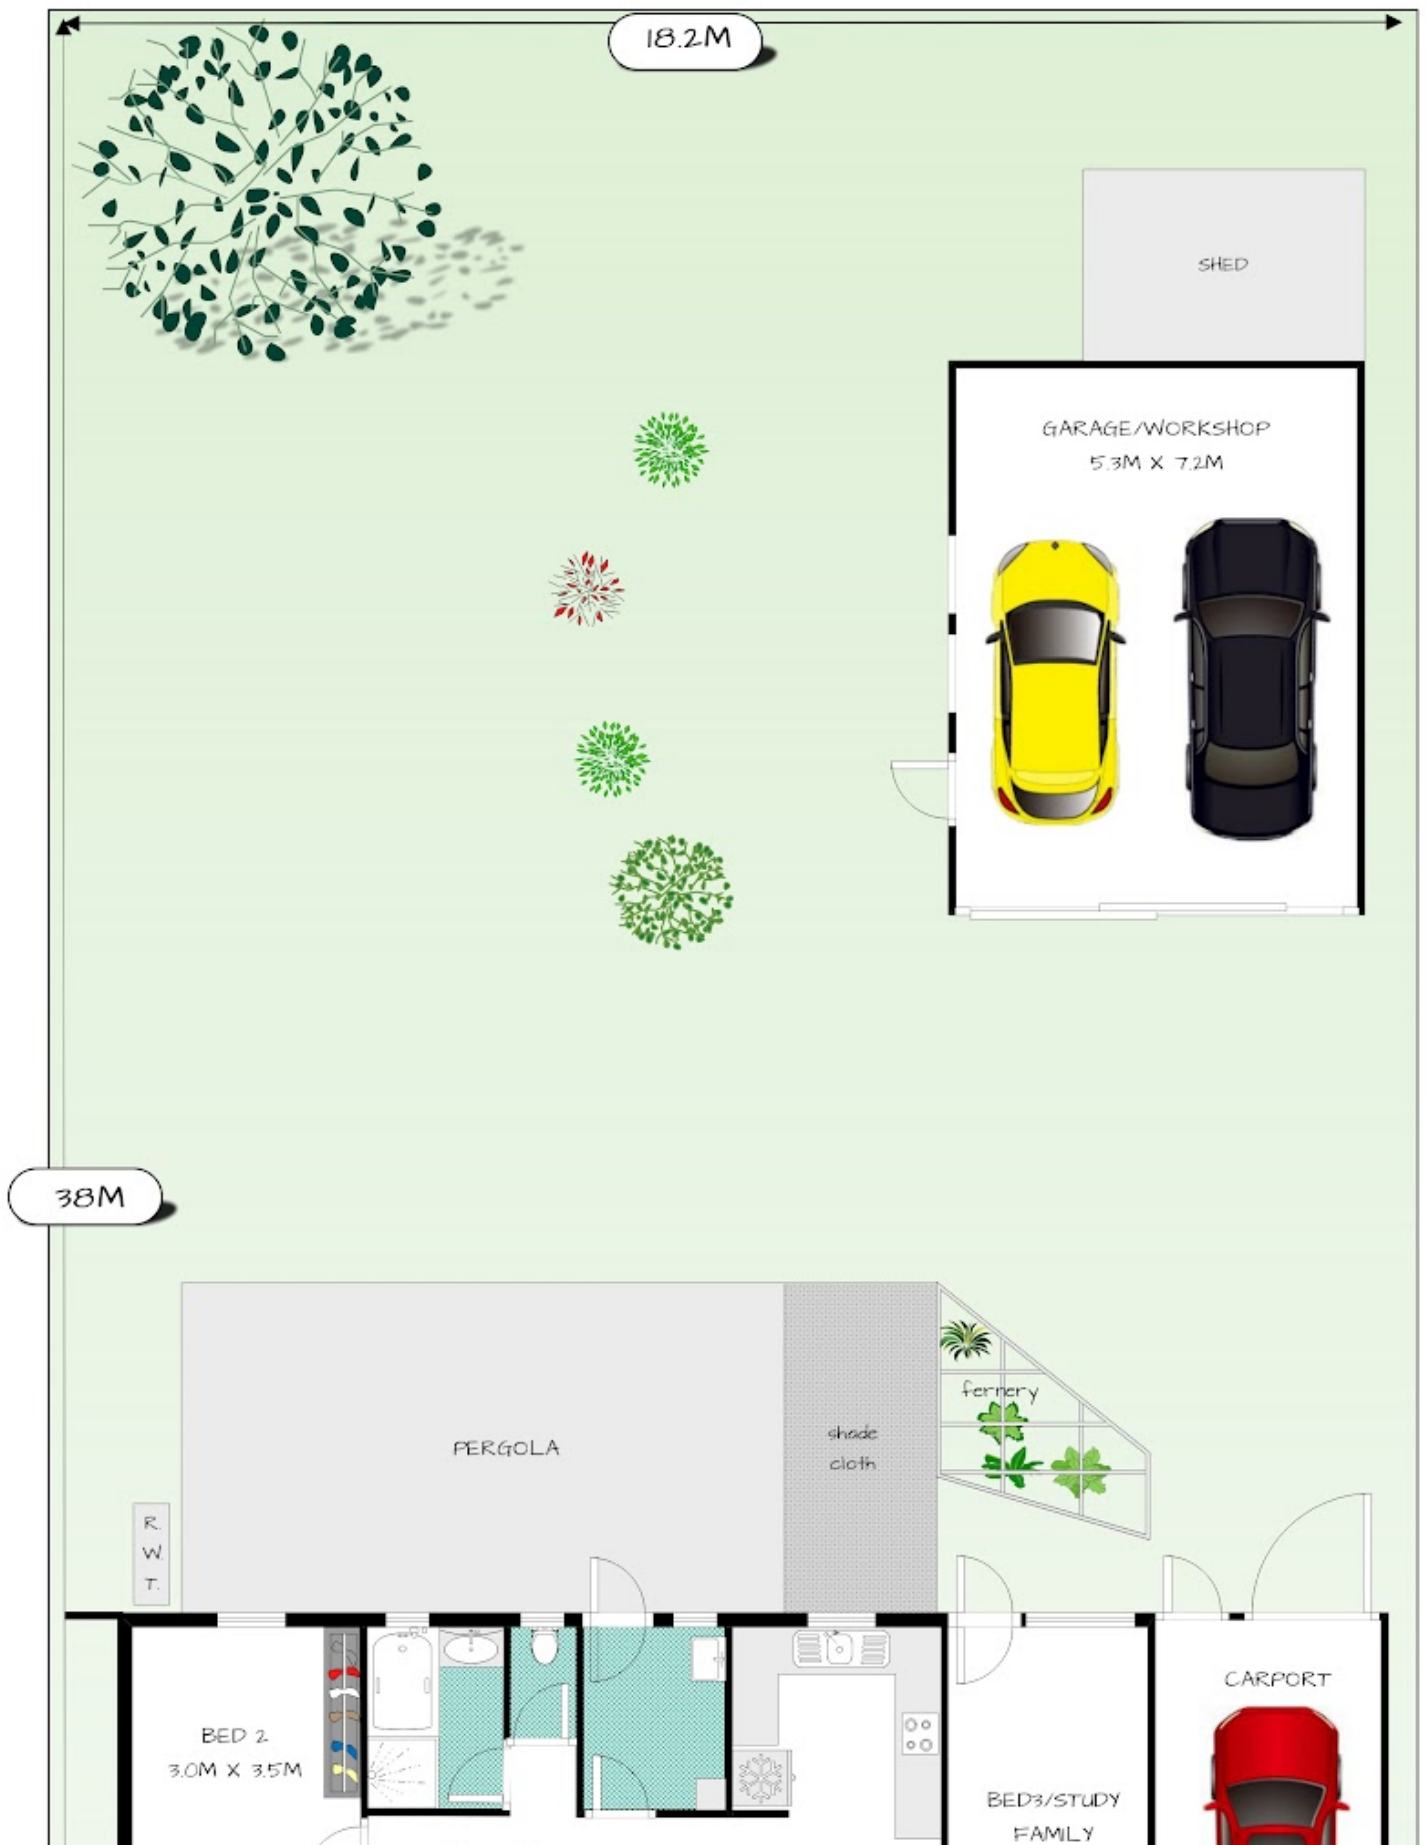 18.2M
SHED
GARAGE/WORKSHOP
5.3M X 7.2M
38M
fernery
shade
cloth
PERGOLA
R.
W.
T.
CARPORT
BED 2
3.0M X 3.5M
BED3/STUDY
FAMILY